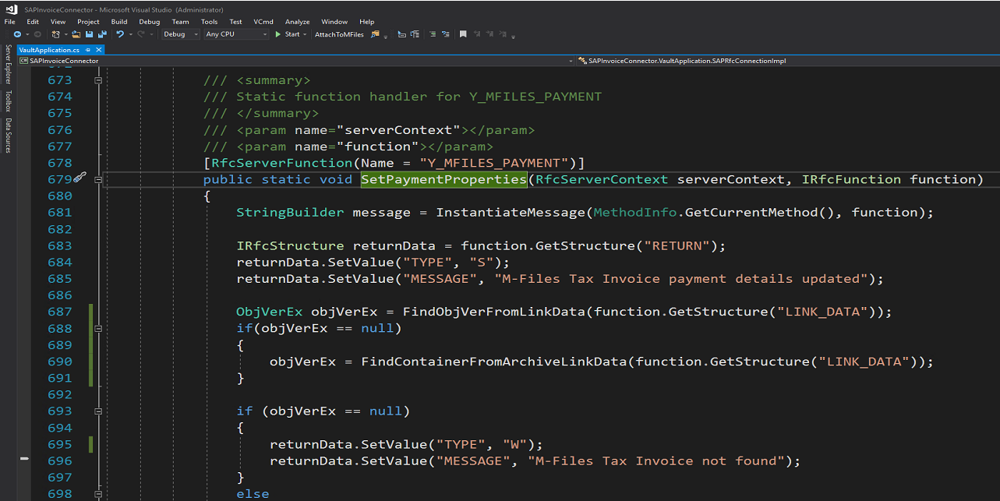 SAPInvoiceConnector - Microsoft Visual Studio (Administrator)
File Edit View Project Build Debug Team Tools Test VCmd Analyze Window Help
Debug Any CPU Start AttachToMFiles
VaultApplication.cs
SAPInvoiceConnector SAPInvoiceConnector.VaultApplication.SAPRfcConnectionImpl
Server Explorer
Toolbox
Data Sources
673 /// <summary>
674 /// Static function handler for Y_MFILES_PAYMENT
675 /// </summary>
676 /// <param name="serverContext"></param>
677 /// <param name="function"></param>
678 [RfcServerFunction(Name = "Y_MFILES_PAYMENT")]
679 public static void SetPaymentProperties(RfcServerContext serverContext, IRfcFunction function)
680 {
681 StringBuilder message = InstantiateMessage(MethodInfo.GetCurrentMethod(), function);
682
683 IRfcStructure returnData = function.GetStructure("RETURN");
684 returnData.SetValue("TYPE", "S");
685 returnData.SetValue("MESSAGE", "M-Files Tax Invoice payment details updated");
686
687 ObjVerEx objVerEx = FindObjVerFromLinkData(function.GetStructure("LINK_DATA"));
688 if(objVerEx == null)
689 {
690 objVerEx = FindContainerFromArchiveLinkData(function.GetStructure("LINK_DATA"));
691 }
692
693 if (objVerEx == null)
694 {
695 returnData.SetValue("TYPE", "W");
696 returnData.SetValue("MESSAGE", "M-Files Tax Invoice not found");
697 }
698 else